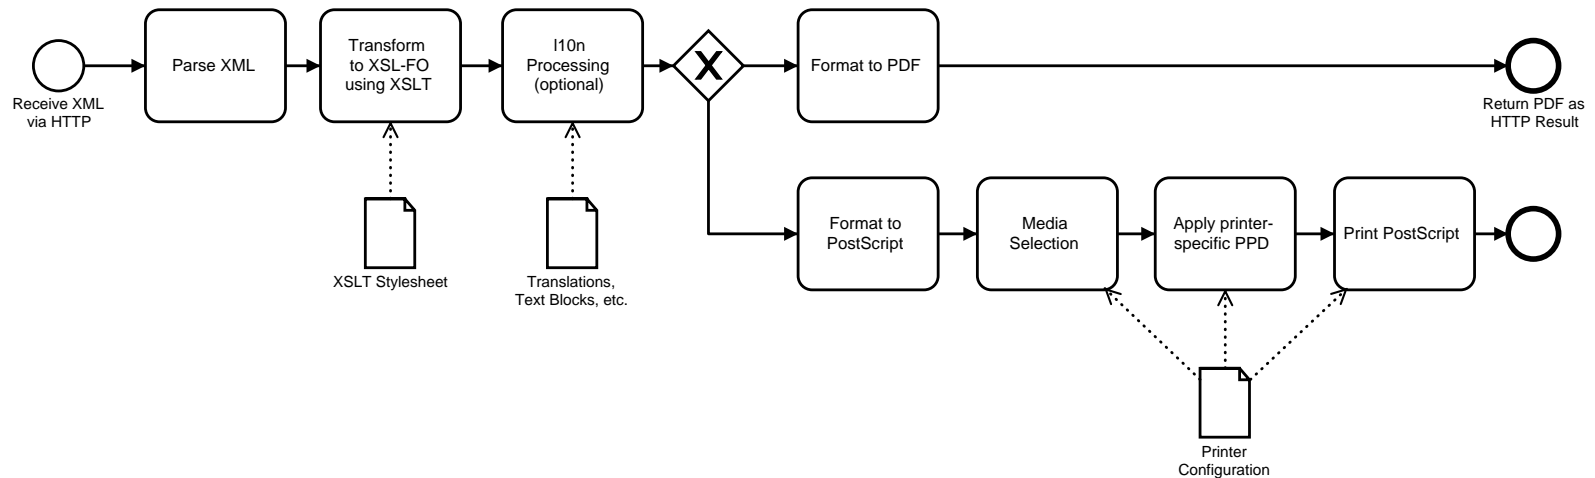 Receive XML
via HTTP
Parse XML
Transform
to XSL-FO
using XSLT
l10n
Processing
(optional)
X
Format to PDF
Return PDF as
HTTP Result
XSLT Stylesheet
Translations,
Text Blocks, etc.
Format to
PostScript
Media
Selection
Apply printer-
specific PPD
Print PostScript
Printer
Configuration